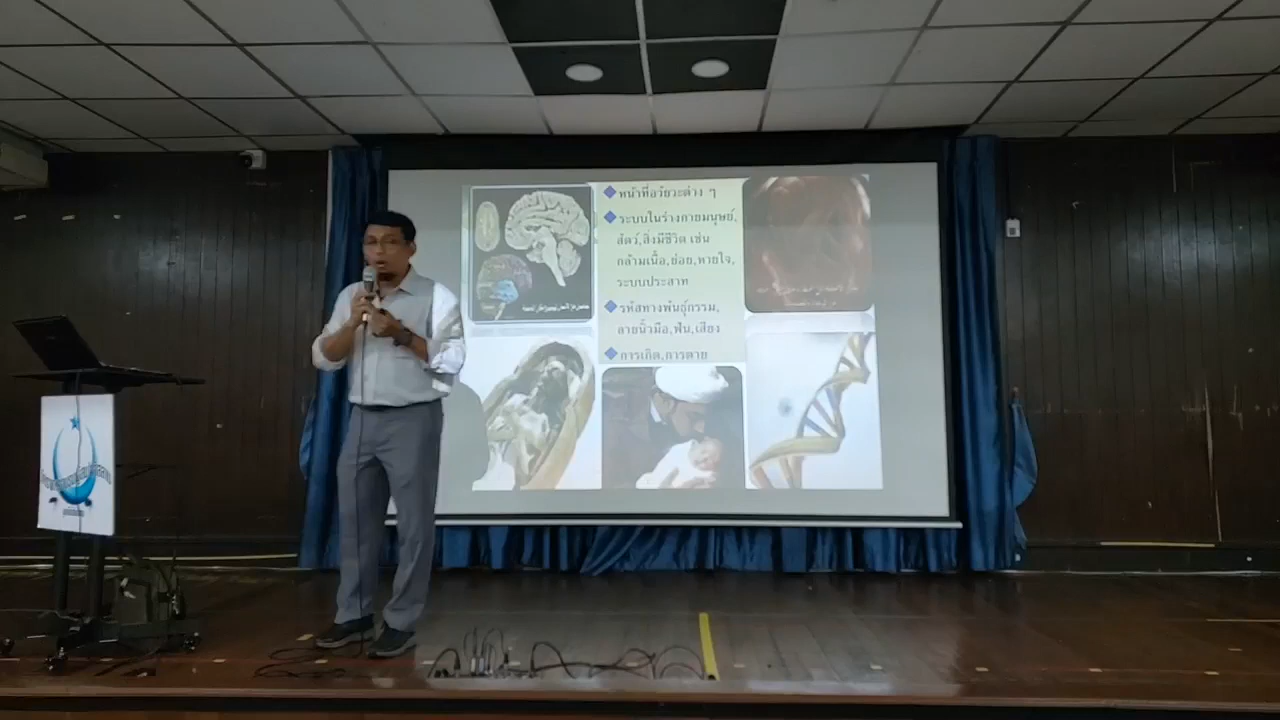 หน้าที่อวัยวะต่าง ๆ
ระบบในร่างกายมนุษย์,
สัตว์,สิ่งมีชีวิต เช่น
กล้ามเนื้อ,ย่อย,หายใจ,
ระบบประสาท
รหัสทางพันธุ์กรรม,
ลายนิ้วมือ,ฟัน,เสียง
การเกิด,การตาย